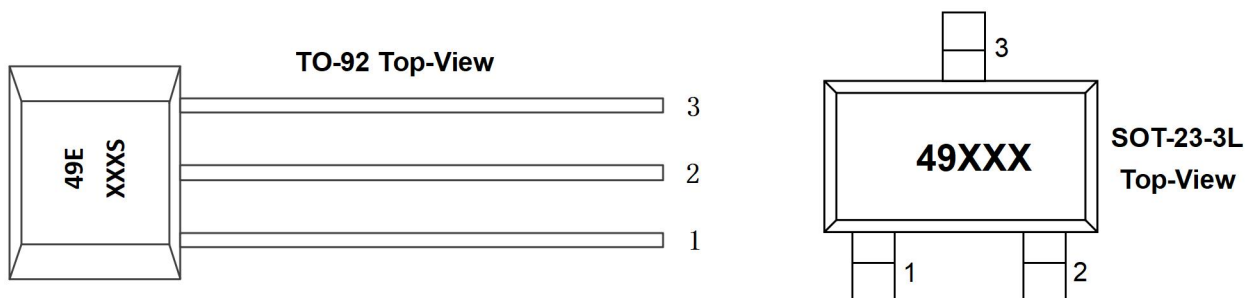 TO-92 Top-View
49E
XXXS
3
2
1
3
49XXX
1
2
SOT-23-3L
Top-View